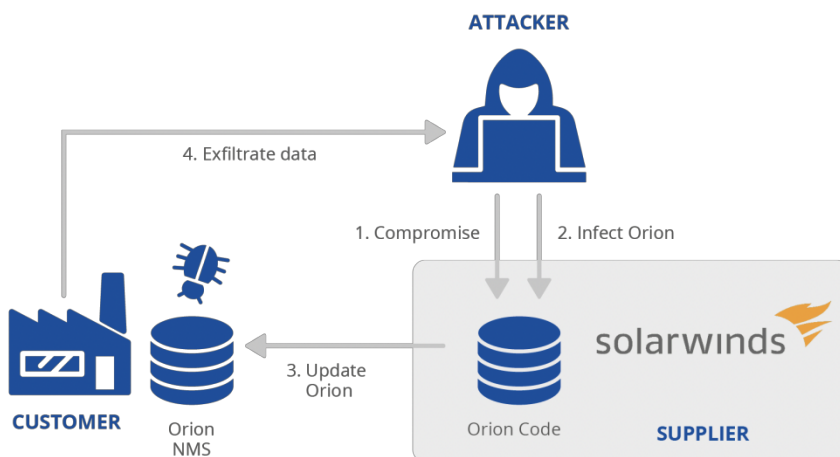 ATTACKER
4. Exfiltrate data
1. Compromise
2. Infect Orion
solarwinds
3. Update
Orion
CUSTOMER
Orion
NMS
Orion Code
SUPPLIER